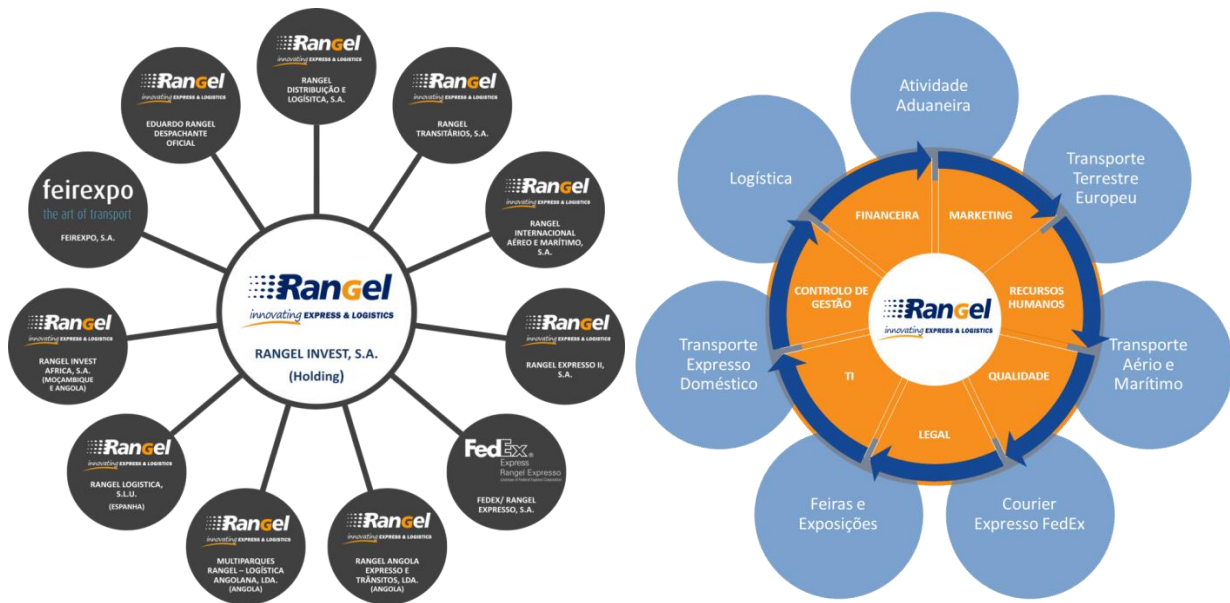 Rangel
innovating EXPRESS & LOGISTICS
RANGEL
DISTRIBUIÇÃO E
LOGÍSITCA, S.A.
Rangel
innovating EXPRESS & LOGISTICS
RANGEL
TRANSITÁRIOS, S.A.
Rangel
innovating EXPRESS & LOGISTICS
RANGEL
INTERNACIONAL
AÉREO E MARÍTIMO,
S.A.
Rangel
innovating EXPRESS & LOGISTICS
RANGEL EXPRESSO II,
S.A.
FedEx®
Express
Rangel Expresso
Licensee of Federal Express Corporation
FEDEX/ RANGEL
EXPRESSO, S.A.
Rangel
innovating EXPRESS & LOGISTICS
RANGEL ANGOLA
EXPRESSO E
TRÂNSITOS, LDA.
(ANGOLA)
Rangel
innovating EXPRESS & LOGISTICS
MULTIPARQUES
RANGEL – LOGÍSTICA
ANGOLANA, LDA.
(ANGOLA)
Rangel
innovating EXPRESS & LOGISTICS
RANGEL LOGISTICA,
S.L.U.
(ESPANHA)
Rangel
innovating EXPRESS & LOGISTICS
RANGEL INVEST
AFRICA, S.A.
(MOÇAMBIQUE
E ANGOLA)
feirexpo
the art of transport
FEIREXPO, S.A.
Rangel
innovating EXPRESS & LOGISTICS
EDUARDO RANGEL
DESPACHANTE
OFICIAL
Rangel
innovating EXPRESS & LOGISTICS
RANGEL INVEST, S.A.
(Holding)
Atividade
Aduaneira
Transporte
Terrestre
Europeu
Transporte
Aério e
Marítimo
Courier
Expresso FedEx
Feiras e
Exposições
Transporte
Expresso
Doméstico
Logística
FINANCEIRA
MARKETING
RECURSOS
HUMANOS
QUALIDADE
LEGAL
TI
CONTROLO DE
GESTÃO
Rangel
innovating EXPRESS & LOGISTICS